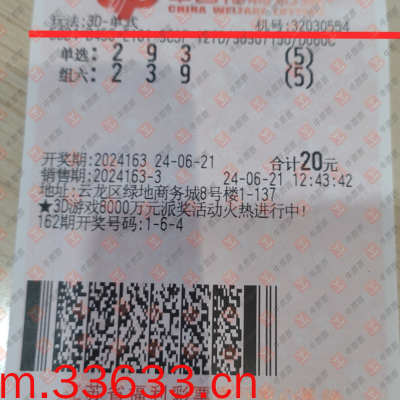 CHINA WELFARE
玩法:3D-单式 机号:32030554
单选: 2 9 3 (5)
组六: 2 3 9 (5)
开奖期:2024163 24-06-21 合计20元
销售期:2024163-3 24-06-21 12:43:42
地址:云龙区绿地商务城8号楼1-137
★3D游戏8000万元派奖活动火热进行中!
162期开奖号码:1-6-4
m.33633.cn